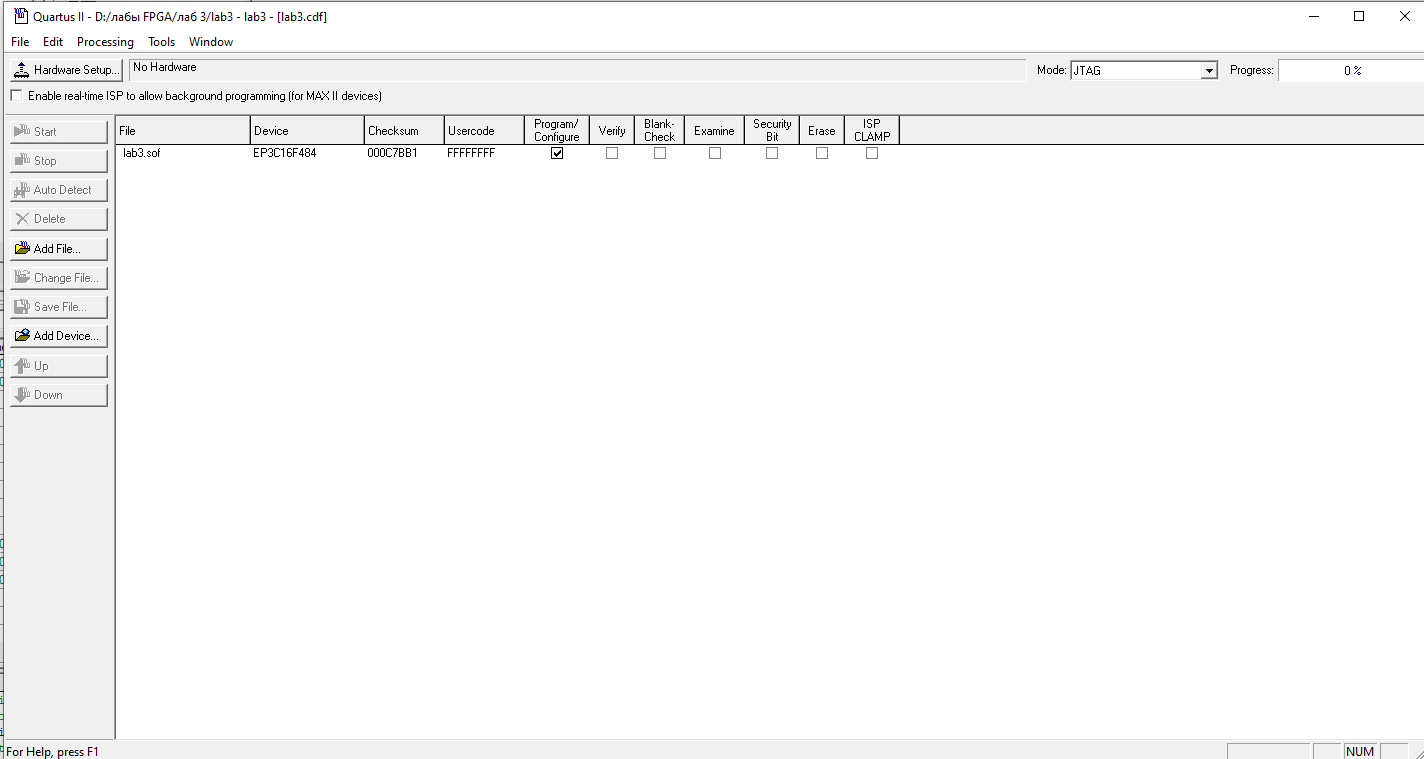 Quartus II - D:/лабы FPGA/лаб 3/lab3 - lab3 - [lab3.cdf]
File Edit Processing Tools Window
Hardware Setup... No Hardware Mode: JTAG Progress: 0 %
Enable real-time ISP to allow background programming (for MAX II devices)
Start
Stop
Auto Detect
Delete
Add File...
Change File...
Save File...
Add Device...
Up
Down
File Device Checksum Usercode Program/ Configure Verify Blank- Check Examine Security Bit Erase ISP CLAMP
lab3.sof EP3C16F484 000C7BB1 FFFFFFFF
For Help, press F1 NUM